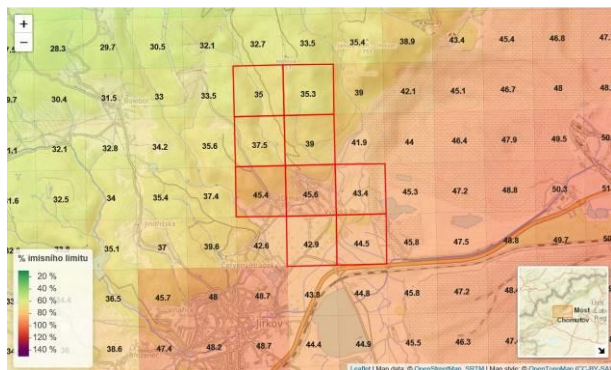 +
28.3 29.7 30.5 32.1 32.7 33.5 35.4 38.9 43.4 45.4 46.8
−
30.4 31.5 33 33.5 35 35.3 39 42.1 45.1 46.7 48
32.1 32.8 34.2 35.6 37.5 39 41.9 44 46.4 47.9 49.5
32.5 34 35.4 37.4 45.4 45.6 43.4 45.3 47.2 48.8 50.3
35.1 37 39.6 42.6 42.9 44.5 45.8 47.5 48.8 49.7
% imisního limitu
20 %
40 %
60 %
80 %
100 %
120 %
140 %
36.5 45.7 48 48.7 43.8 44.8 45.8 47.2
Jirkov
38.6 47.4 48.2 48.7 44.4 44.9 45.5 46.3
Most
Chomutov
Leaflet | Map data: © OpenStreetMap, SRTM | Map style: © OpenTopoMap (CC-BY-SA)